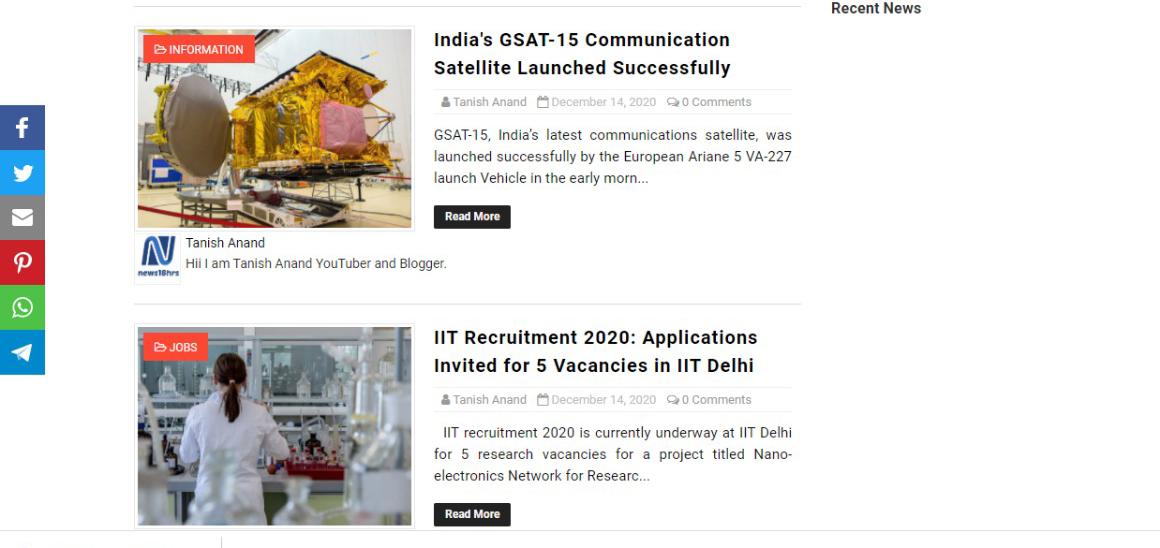 Recent News
INFORMATION
India's GSAT-15 Communication
Satellite Launched Successfully
Tanish Anand December 14, 2020 0 Comments
GSAT-15, India's latest communications satellite, was
launched successfully by the European Ariane 5 VA-227
launch Vehicle in the early morn...
Read More
Tanish Anand
Hii I am Tanish Anand YouTuber and Blogger.
news18hrs
JOBS
IIT Recruitment 2020: Applications
Invited for 5 Vacancies in IIT Delhi
Tanish Anand December 14, 2020 0 Comments
IIT recruitment 2020 is currently underway at IIT Delhi
for 5 research vacancies for a project titled Nano-
electronics Network for Researc...
Read More